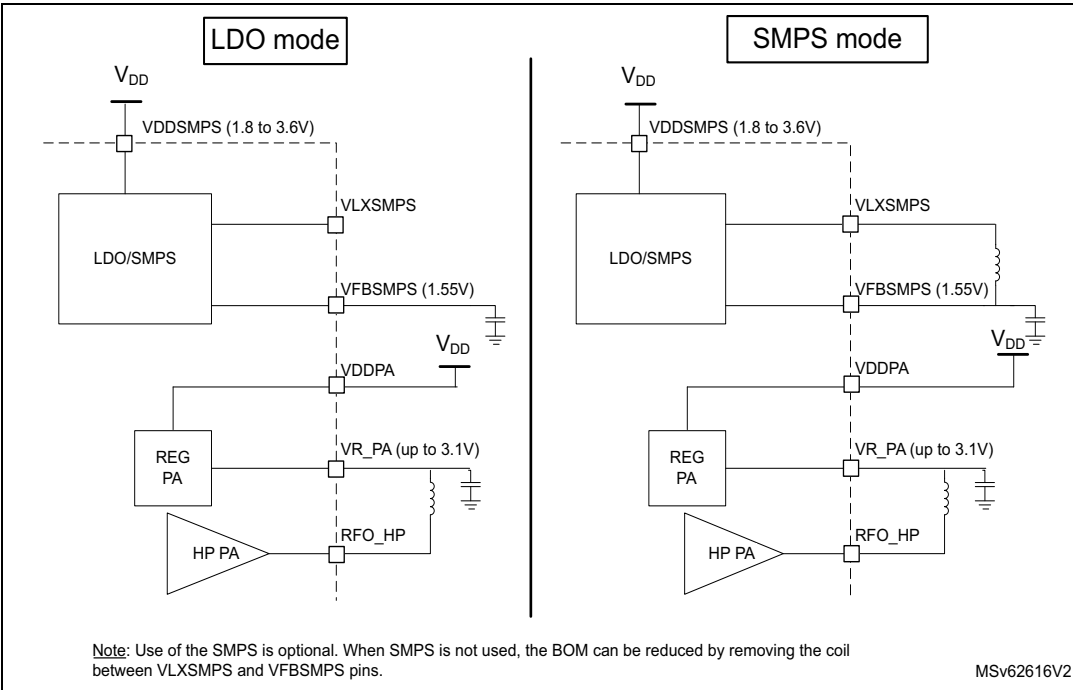 LDO mode
V_DD
VDDSMPS (1.8 to 3.6V)
LDO/SMPS
VLXSMPS
VFBSMPS (1.55V)
V_DD
VDDPA
REG
PA
VR_PA (up to 3.1V)
HP PA
RFO_HP
SMPS mode
V_DD
VDDSMPS (1.8 to 3.6V)
LDO/SMPS
VLXSMPS
VFBSMPS (1.55V)
V_DD
VDDPA
REG
PA
VR_PA (up to 3.1V)
HP PA
RFO_HP
Note: Use of the SMPS is optional. When SMPS is not used, the BOM can be reduced by removing the coil
between VLXSMPS and VFBSMPS pins.
MSv62616V2